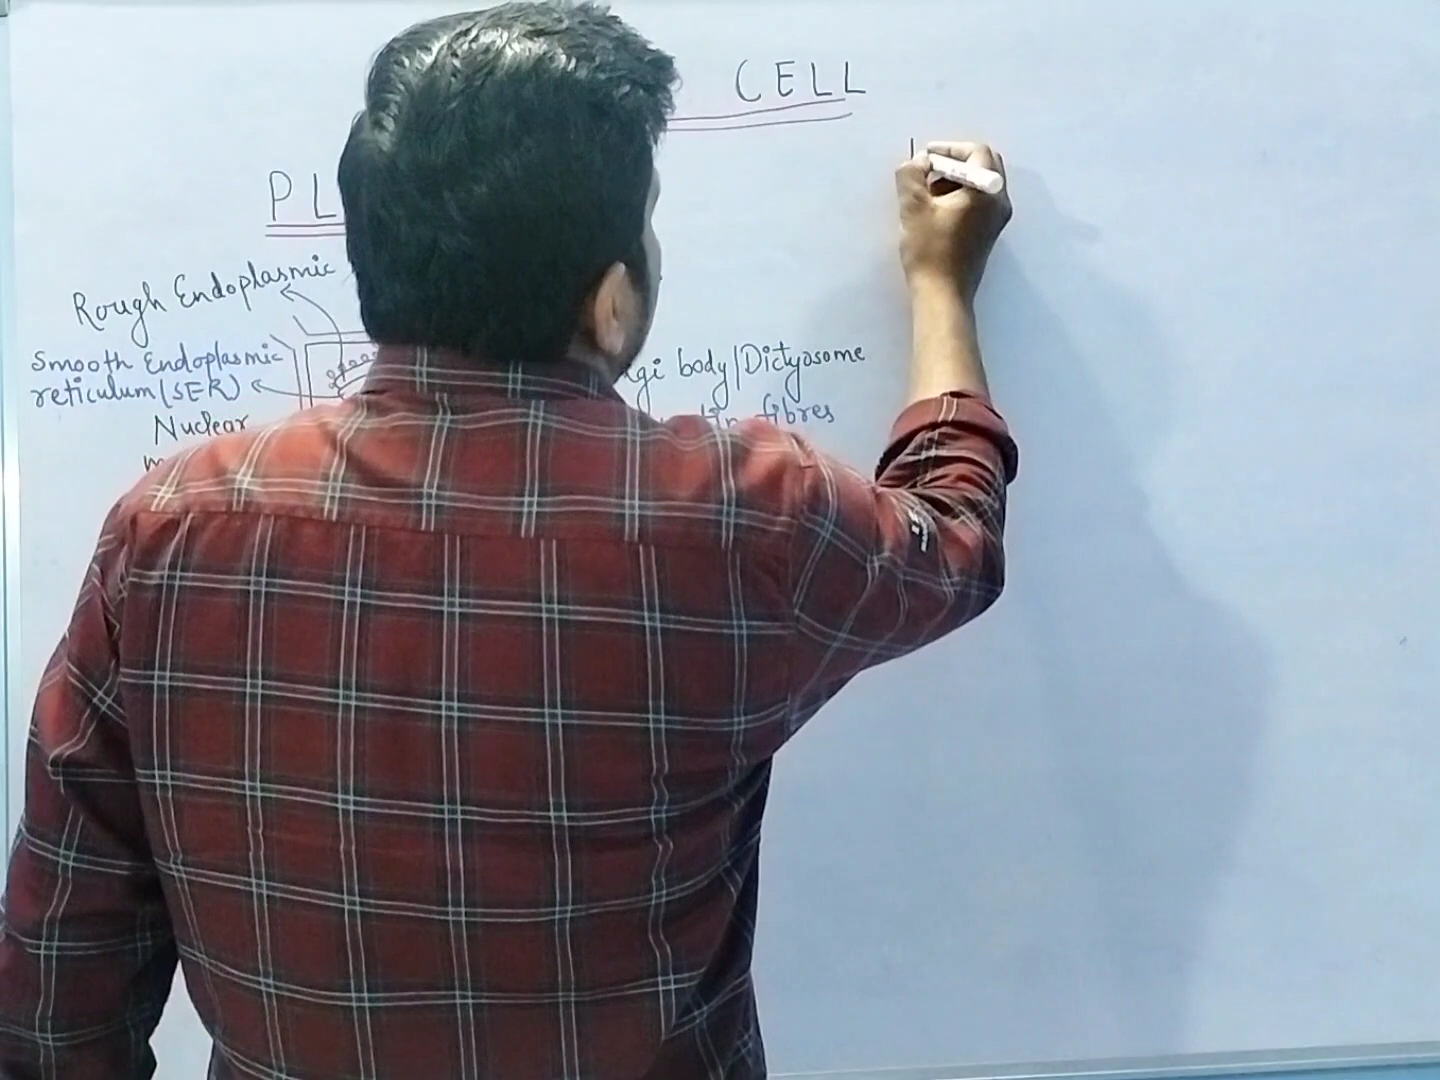 CELL
PL
Rough Endoplasmic
Smooth Endoplasmic
reticulum (SER)
gi body/Dictyosome
fibres
Nuclear